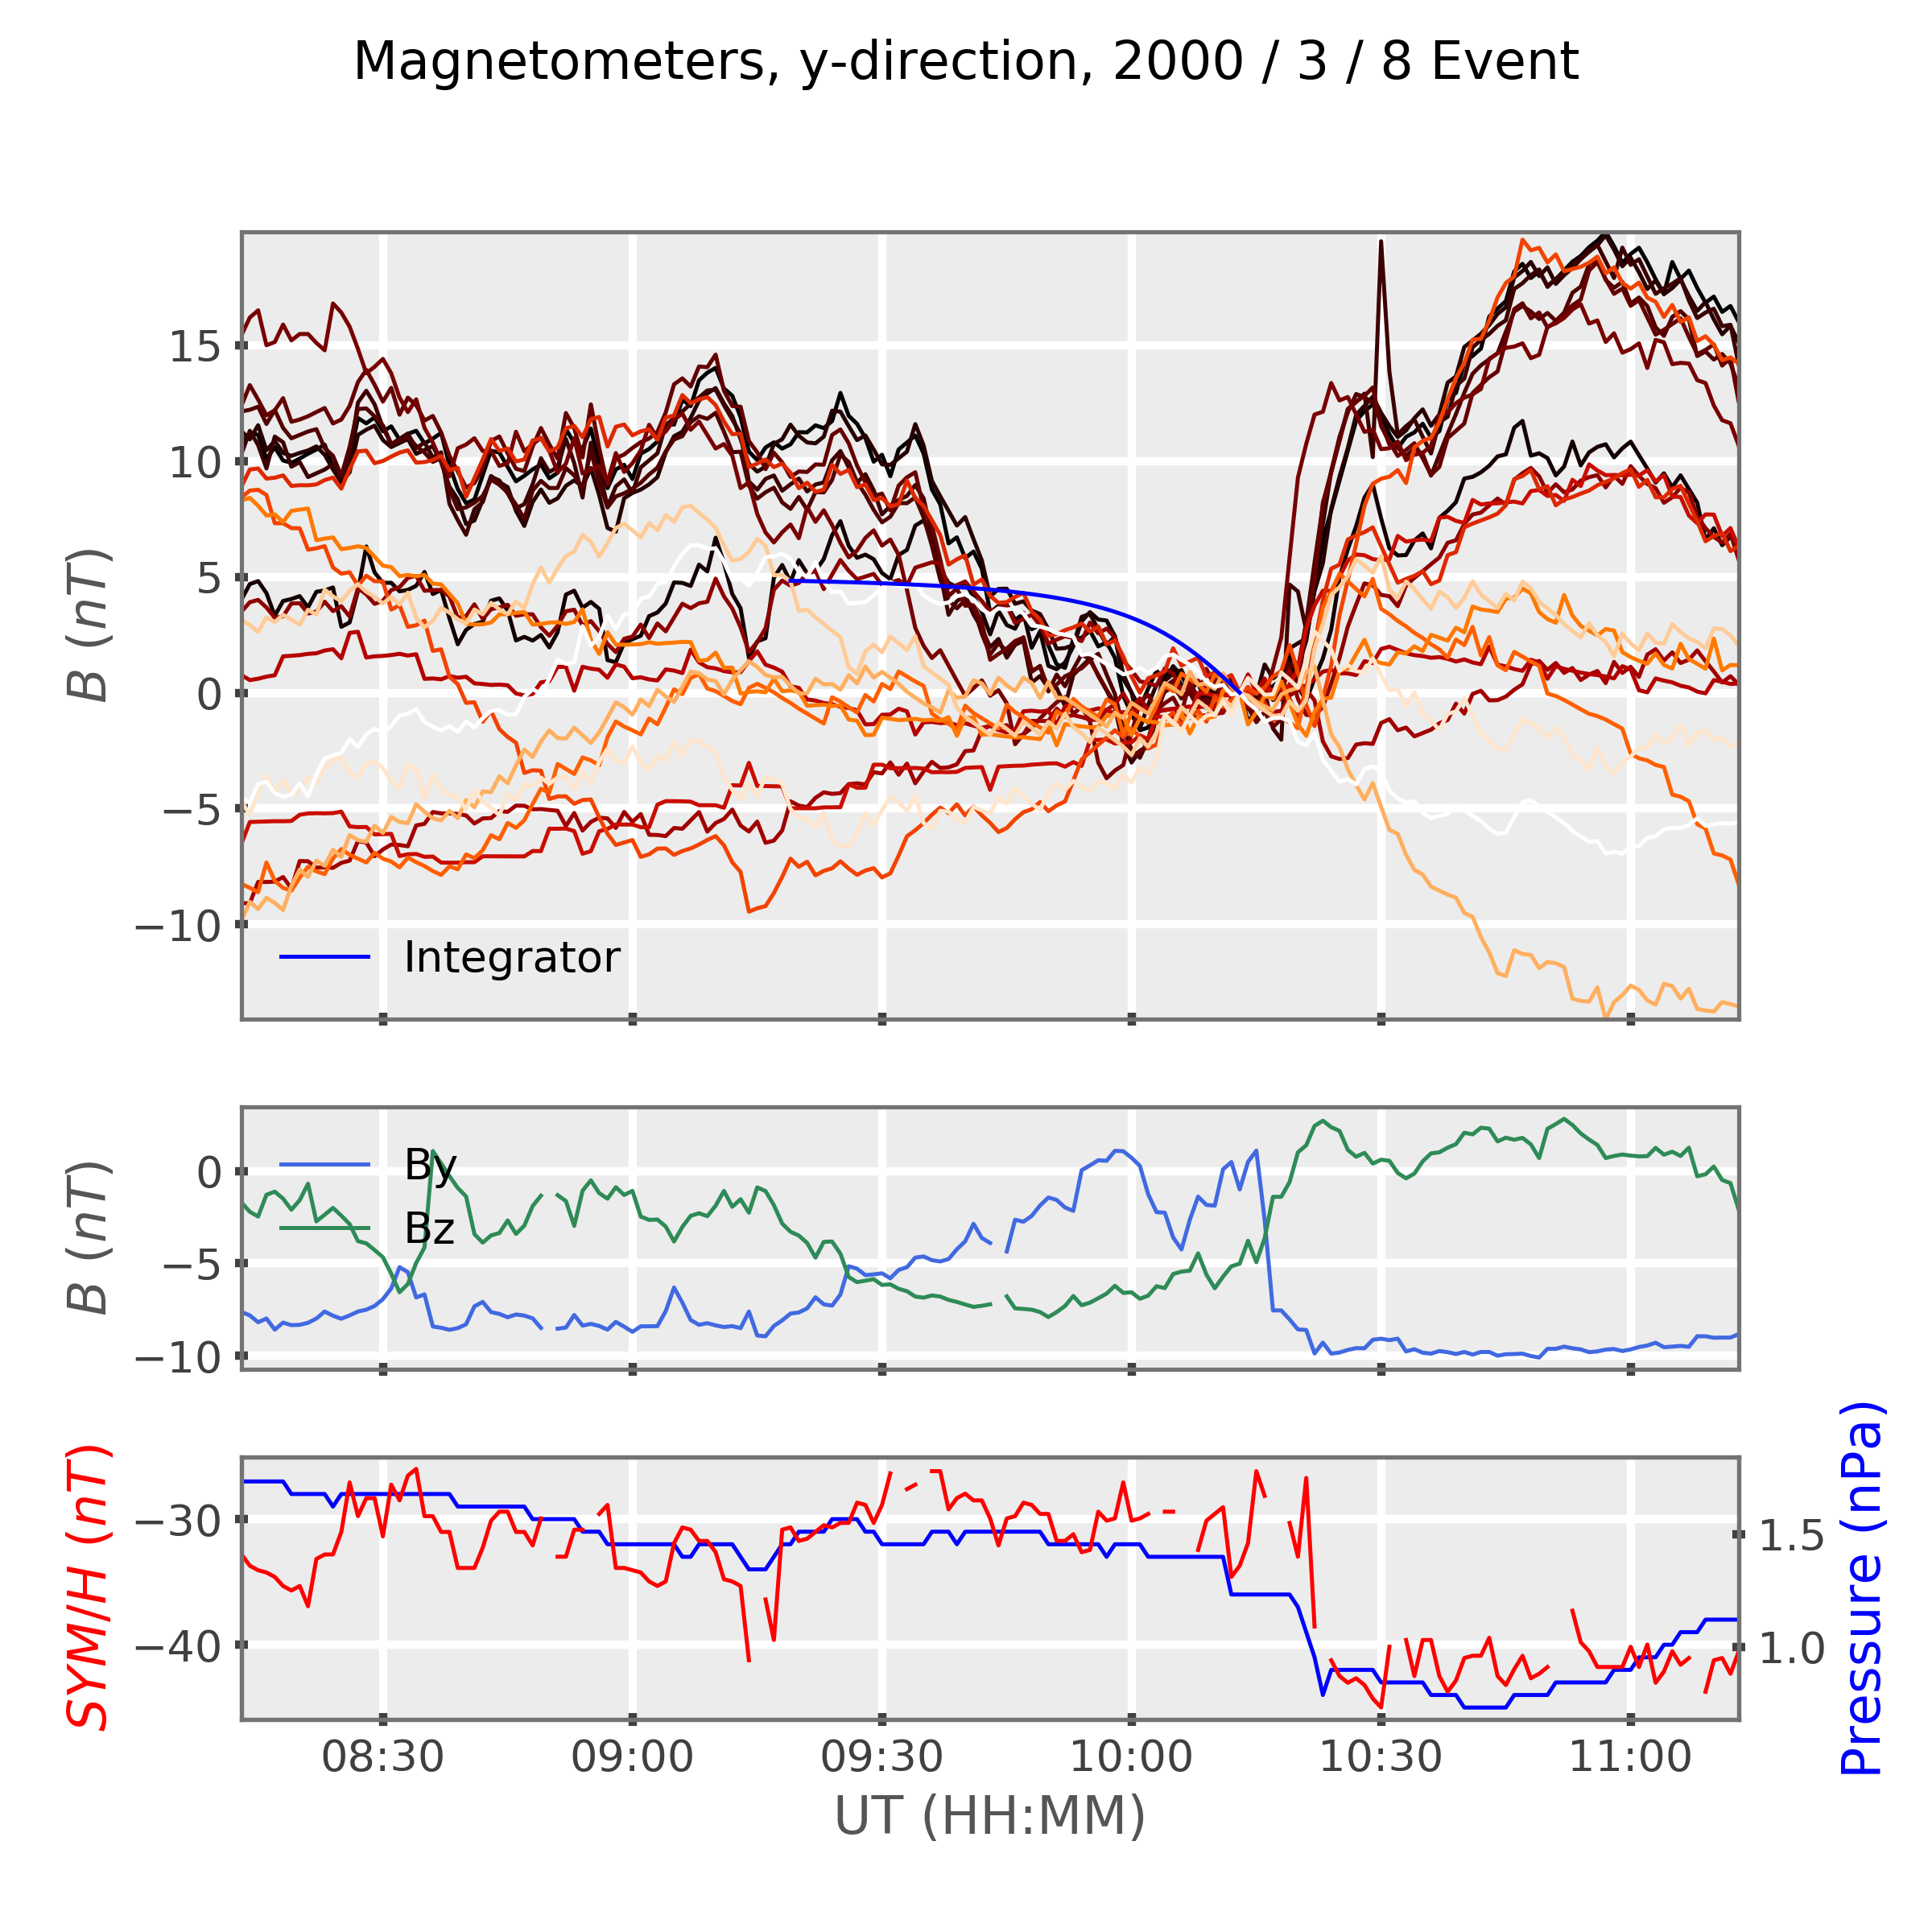 Magnetometers, y-direction, 2000 / 3 / 8 Event
B (nT)
15
10
5
0
−5
−10
Integrator
B (nT)
0
−5
−10
By
Bz
SYM/H (nT)
−30
−40
1.5
1.0
Pressure (nPa)
08:30 09:00 09:30 10:00 10:30 11:00
UT (HH:MM)